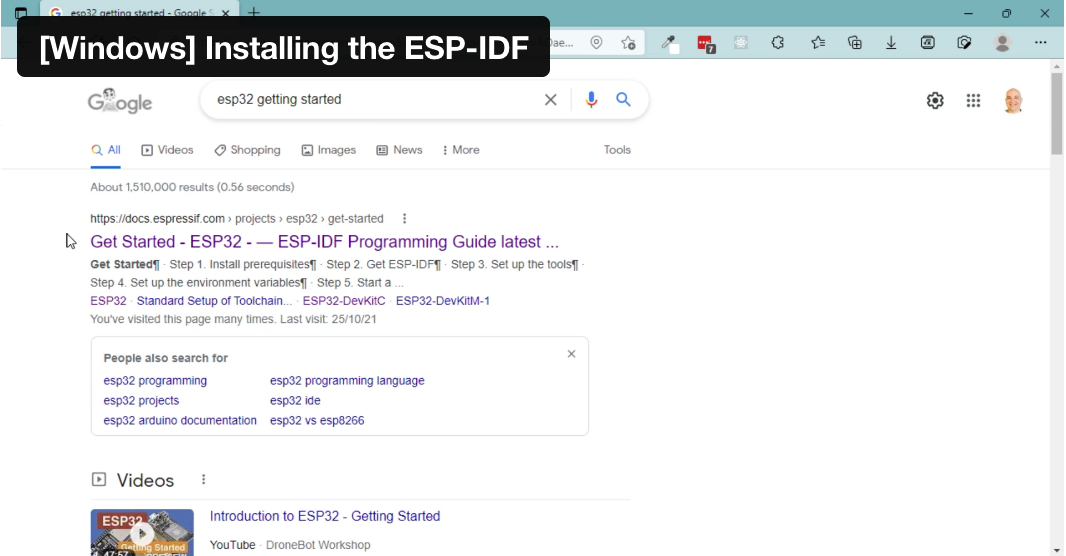 esp32 getting started - Google S
[Windows] Installing the ESP-IDF
7
Google
esp32 getting started
All Videos Shopping Images News More Tools
About 1,510,000 results (0.56 seconds)
https://docs.espressif.com › projects › esp32 › get-started
Get Started - ESP32 - — ESP-IDF Programming Guide latest ...
Get Started¶ · Step 1. Install prerequisites¶ · Step 2. Get ESP-IDF¶ · Step 3. Set up the tools¶ ·
Step 4. Set up the environment variables¶ · Step 5. Start a ...
ESP32 · Standard Setup of Toolchain... · ESP32-DevKitC · ESP32-DevKitM-1
You've visited this page many times. Last visit: 25/10/21
People also search for
esp32 programming esp32 programming language
esp32 projects esp32 ide
esp32 arduino documentation esp32 vs esp8266
Videos
ESP32
Getting Started
47:57
Introduction to ESP32 - Getting Started
YouTube · DroneBot Workshop